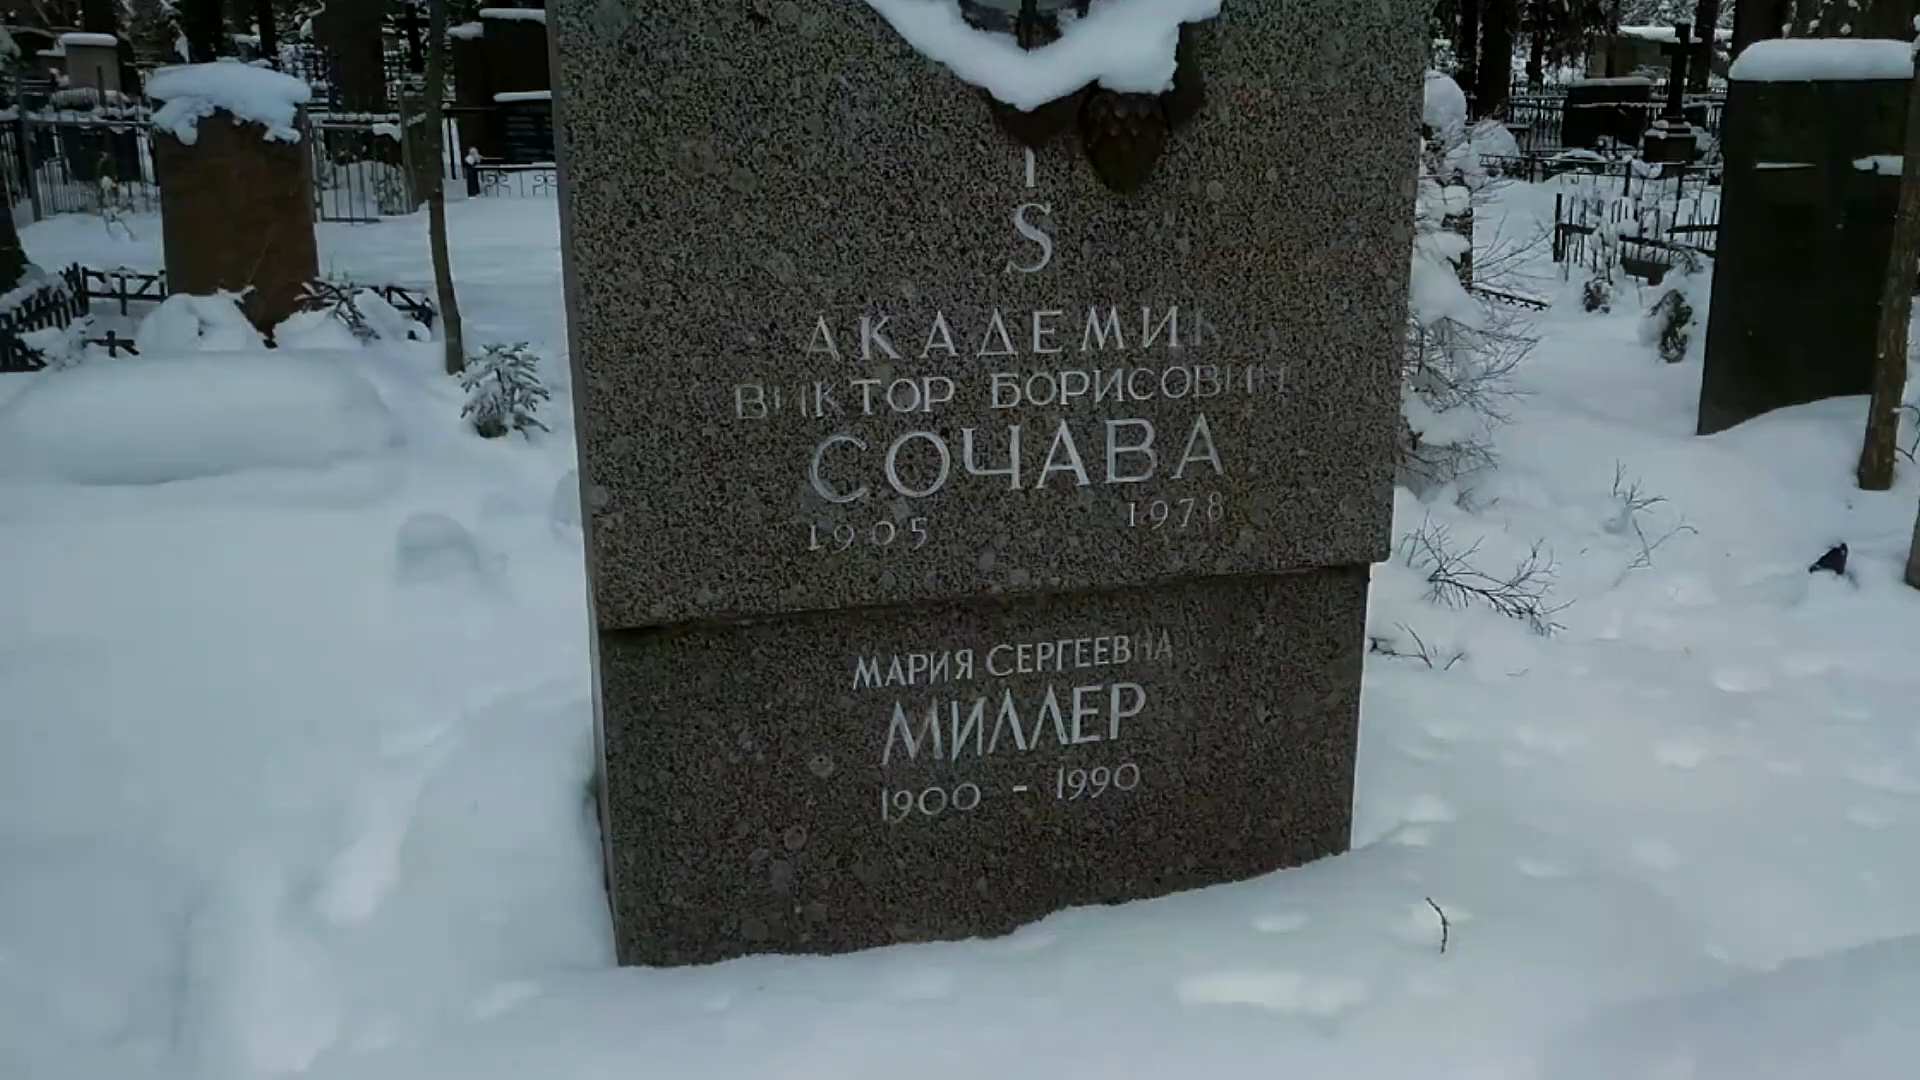 S
АКАДЕМИК
ВИКТОР БОРИСОВИЧ
СОЧАВА
1905 1978
МАРИЯ СЕРГЕЕВНА
МИЛЛЕР
1900 - 1990